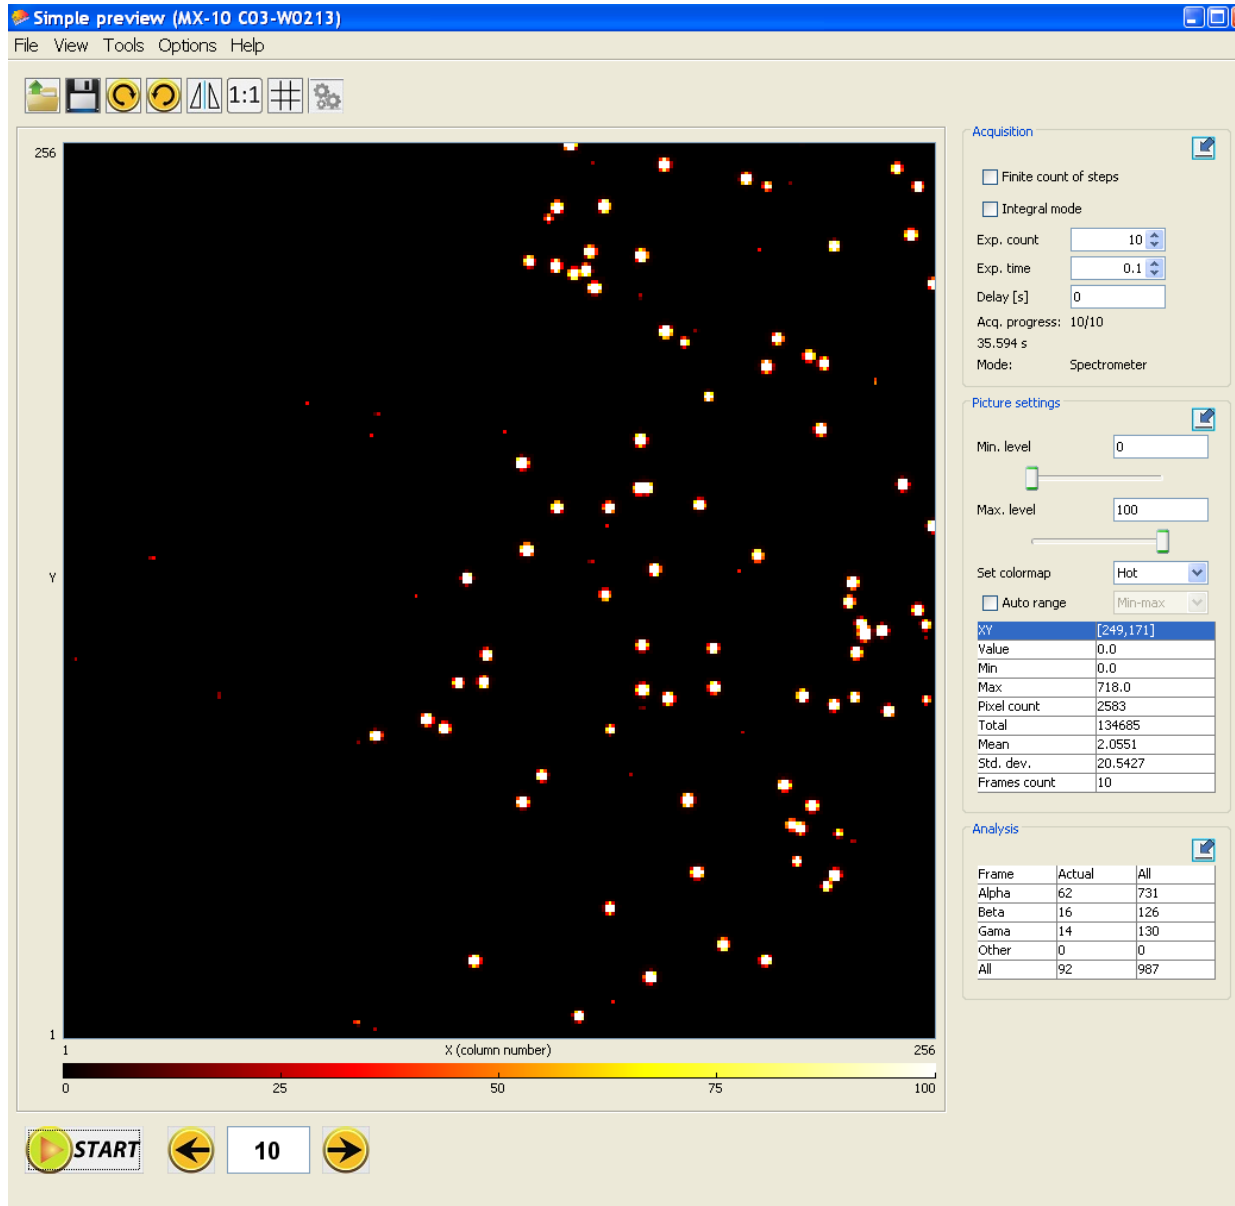 Simple preview (MX-10 C03-W0213)
File View Tools Options Help
1:1
256
Y
1
1 X (column number) 256
0 25 50 75 100
START 10
Acquisition
Finite count of steps
Integral mode
Exp. count 10
Exp. time 0.1
Delay [s] 0
Acq. progress: 10/10
35.594 s
Mode: Spectrometer
Picture settings
Min. level 0
Max. level 100
Set colormap Hot
Auto range Min-max
XY [249,171]
Value 0.0
Min 0.0
Max 718.0
Pixel count 2583
Total 134685
Mean 2.0551
Std. dev. 20.5427
Frames count 10
Analysis
Frame Actual All
Alpha 62 731
Beta 16 126
Gama 14 130
Other 0 0
All 92 987